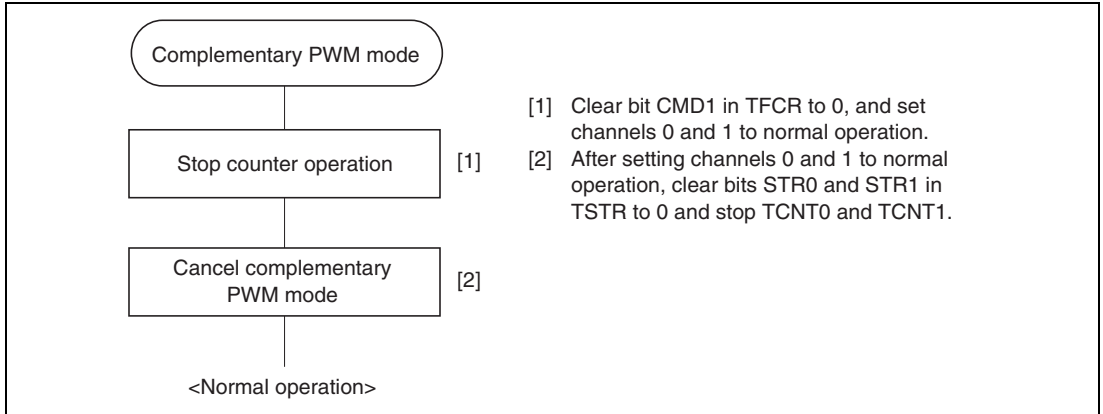 Complementary PWM mode
Stop counter operation
[1]
Cancel complementary
PWM mode
[2]
<Normal operation>
[1] Clear bit CMD1 in TFCR to 0, and set
channels 0 and 1 to normal operation.
[2] After setting channels 0 and 1 to normal
operation, clear bits STR0 and STR1 in
TSTR to 0 and stop TCNT0 and TCNT1.